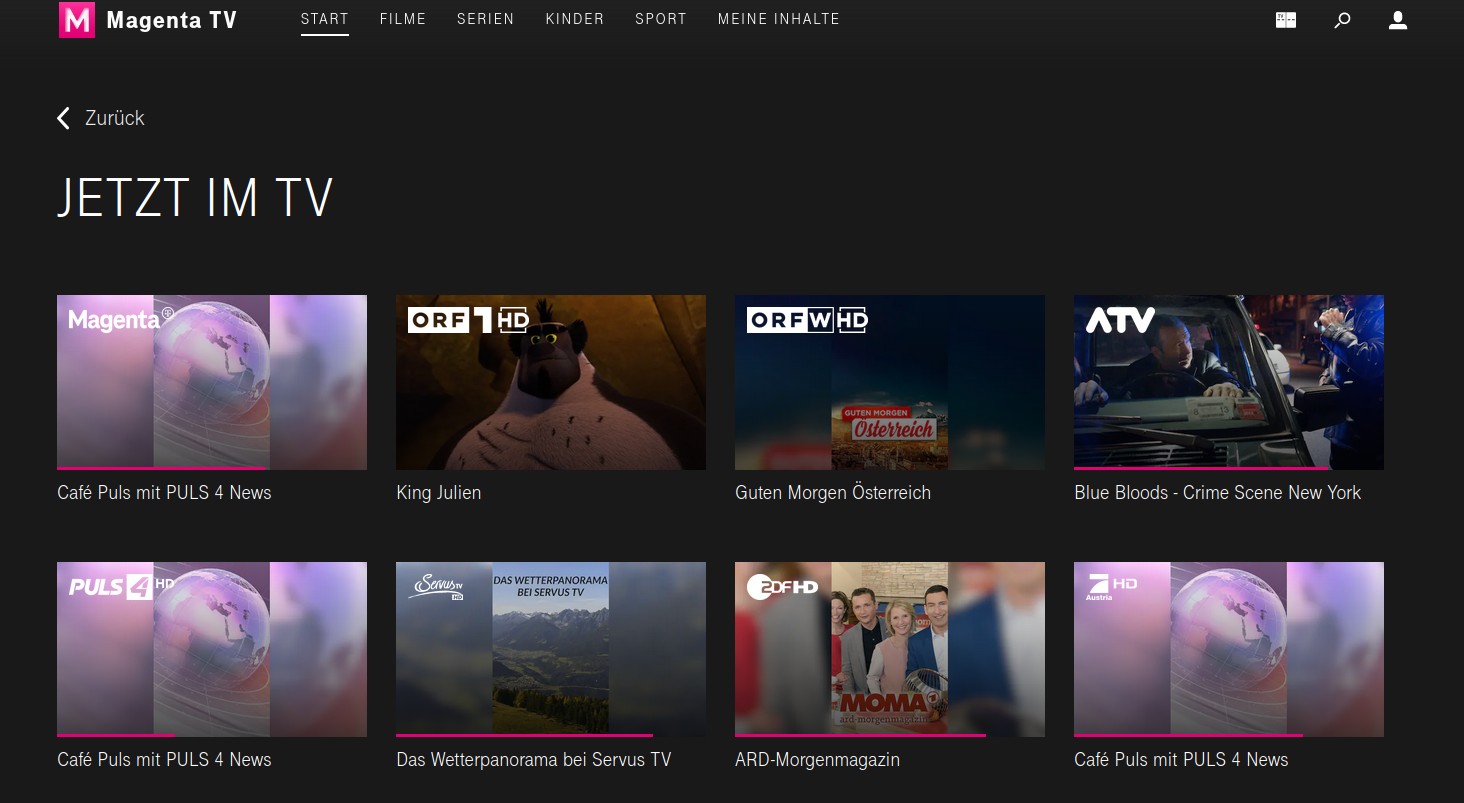 M Magenta TV START FILME SERIEN KINDER SPORT MEINE INHALTE
Zurück
JETZT IM TV
Magenta
ORF 1 HD
ORF W HD
GUTEN MORGEN
Österreich
ATV
Café Puls mit PULS 4 News
King Julien
Guten Morgen Österreich
Blue Bloods - Crime Scene New York
PULS 4 HD
Servus TV
HD
DAS WETTERPANORAMA
BEI SERVUS TV
2DF HD
MOMA
ard-morgenmagazin
7 HD
Austria
Café Puls mit PULS 4 News
Das Wetterpanorama bei Servus TV
ARD-Morgenmagazin
Café Puls mit PULS 4 News